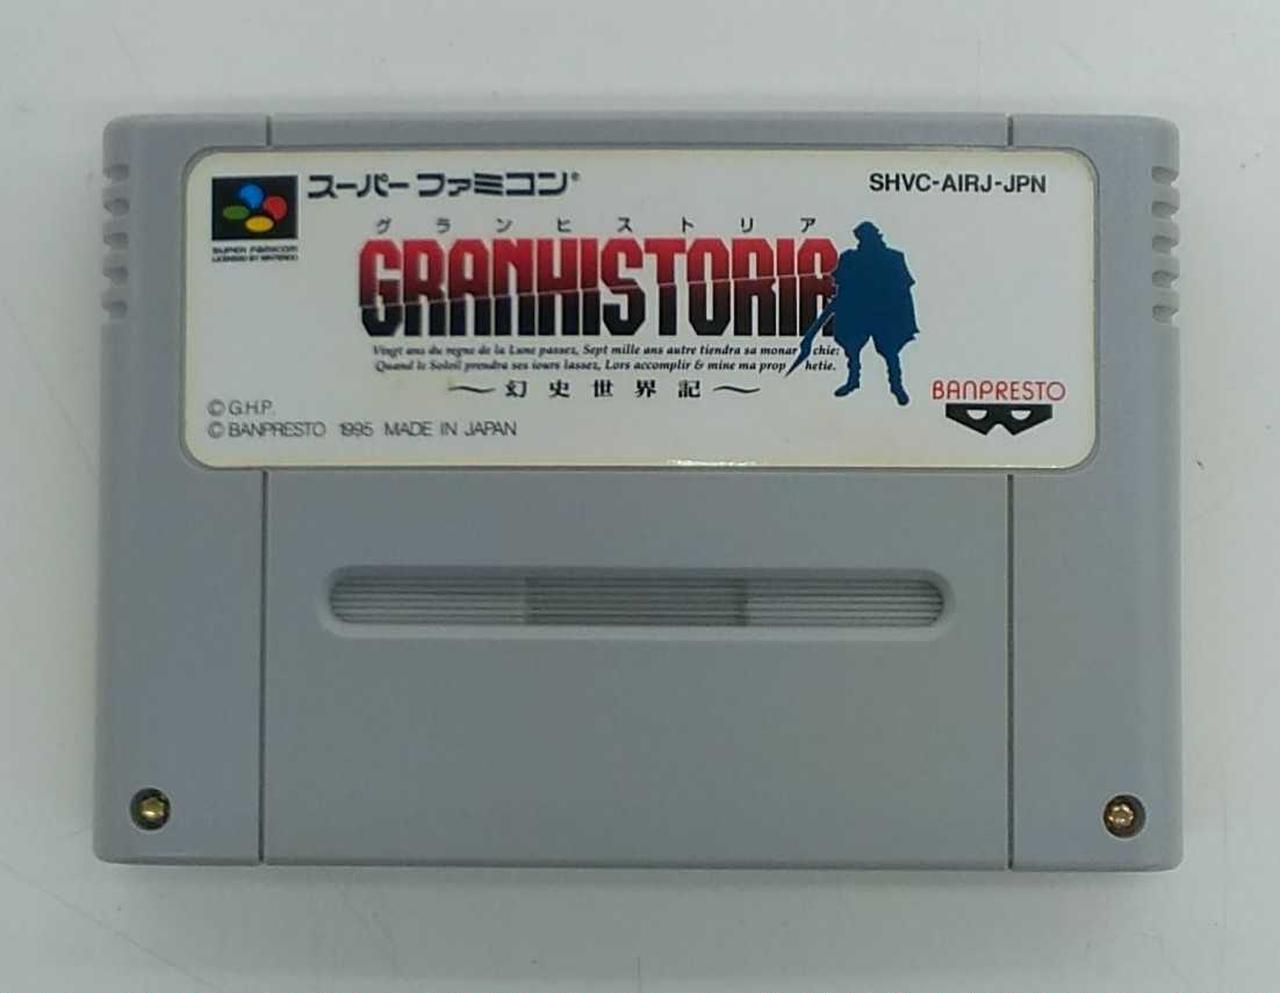 スーパーファミコン®
SHVC-AIRJ-JPN
SUPER FAMICOM
LICENSED BY NINTENDO
グランヒストリア
GRANHISTORIA
Vingt ans du regne de la Lune passez, Sept mille ans autre tiendra sa monarchie:
Quand le Soleil prendra ses iours lassez, Lors accomplir & mine ma prophetie.
～幻史世界記～
BANPRESTO
© G.H.P.
© BANPRESTO 1995 MADE IN JAPAN